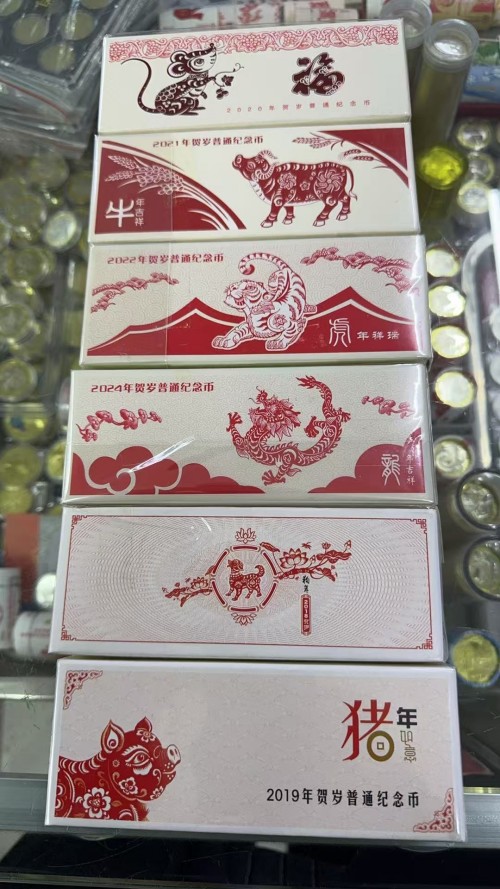 福
2020年贺岁普通纪念币
2021年贺岁普通纪念币
牛
年吉祥
2022年贺岁普通纪念币
虎
年祥瑞
2024年贺岁普通纪念币
龍
年吉祥
猪年
2019年贺岁普通纪念币